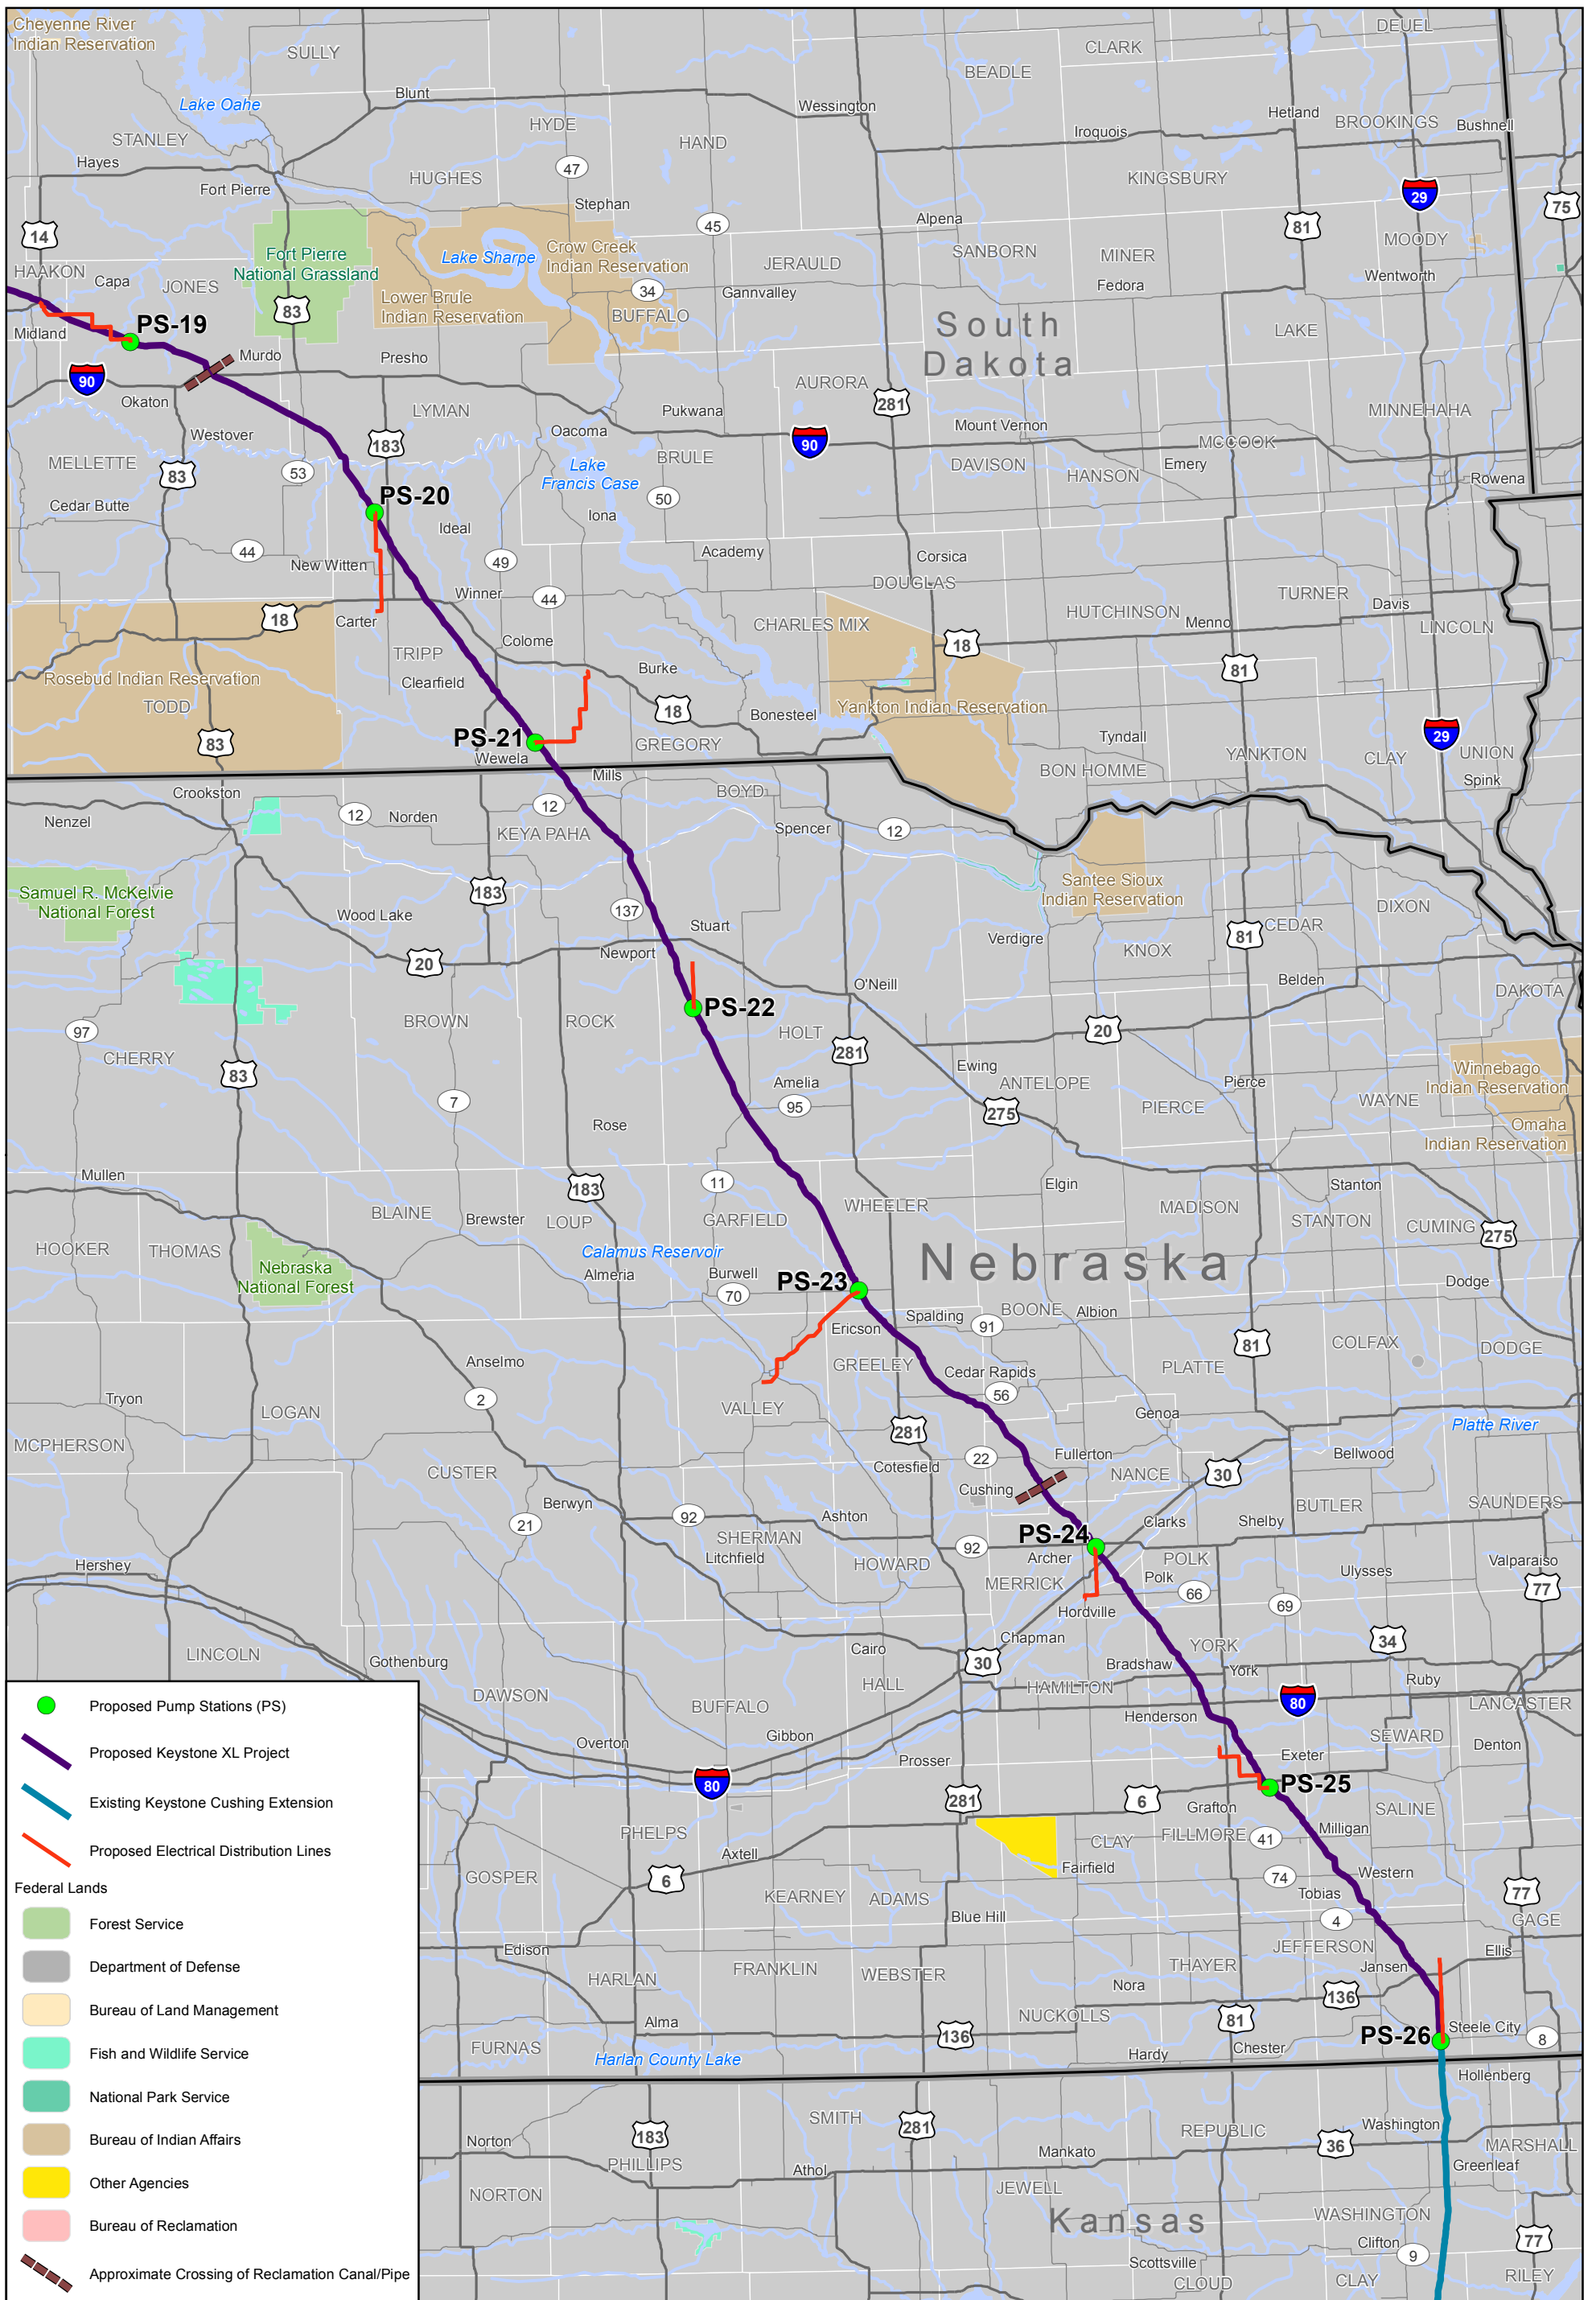 Cheyenne River
Indian Reservation
SULLY
DEUEL
CLARK
BEADLE
Blunt
Lake Oahe
Wessington
Hetland
BROOKINGS
Bushnell
HYDE
Iroquois
STANLEY
HAND
Hayes
47
HUGHES
KINGSBURY
Fort Pierre
29
Stephan
75
14
45
Alpena
81
MOODY
Fort Pierre
National Grassland
Lake Sharpe
Crow Creek
Indian Reservation
SANBORN
MINER
HAAKON
Capa
JONES
JERAULD
Wentworth
34
Gannvalley
Fedora
Lower Brule
Indian Reservation
83
BUFFALO
PS-19
South
Dakota
LAKE
Midland
Murdo
Presho
90
AURORA
Okaton
LYMAN
Pukwana
281
MINNEHAHA
Westover
183
Oacoma
90
Mount Vernon
MCCOOK
MELLETTE
83
53
Lake
Francis Case
BRULE
DAVISON
HANSON
Emery
Rowena
PS-20
50
Cedar Butte
Ideal
Iona
44
Academy
Corsica
New Witten
49
DOUGLAS
Winner
44
TURNER
Davis
18
Carter
CHARLES MIX
HUTCHINSON
Menno
LINCOLN
Colome
18
TRIPP
Burke
81
Rosebud Indian Reservation
Clearfield
TODD
18
Bonesteel
Yankton Indian Reservation
PS-21
83
GREGORY
Tyndall
29
Wewela
YANKTON
CLAY
UNION
BON HOMME
Spink
Mills
Crookston
BOYD
12
12
Norden
Nenzel
KEYA PAHA
Spencer
12
Samuel R. McKelvie
National Forest
183
Santee Sioux
Indian Reservation
137
Wood Lake
DIXON
Stuart
CEDAR
81
Verdigre
Newport
KNOX
20
O'Neill
Belden
DAKOTA
PS-22
BROWN
ROCK
HOLT
20
97
281
CHERRY
83
Ewing
Winnebago
Indian Reservation
Amelia
ANTELOPE
Pierce
7
95
275
PIERCE
WAYNE
Rose
Omaha
Indian Reservation
Mullen
11
183
Elgin
Stanton
WHEELER
MADISON
BLAINE
Brewster
LOUP
GARFIELD
STANTON
CUMING
275
HOOKER
THOMAS
Calamus Reservoir
Nebraska
Nebraska
National Forest
Almeria
Burwell
PS-23
Dodge
70
Spalding
BOONE
Albion
Ericson
91
81
COLFAX
DODGE
Anselmo
GREELEY
Cedar Rapids
PLATTE
Tryon
2
56
LOGAN
VALLEY
Genoa
281
Platte River
MCPHERSON
Fullerton
22
Bellwood
Cotesfield
CUSTER
30
NANCE
Berwyn
Cushing
BUTLER
SAUNDERS
92
Ashton
Clarks
Shelby
21
SHERMAN
PS-24
Litchfield
92
Archer
POLK
Hershey
HOWARD
Polk
Ulysses
Valparaiso
MERRICK
66
77
69
Hordville
Chapman
YORK
34
LINCOLN
Cairo
Gothenburg
30
Bradshaw
York
Ruby
HALL
HAMILTON
DAWSON
BUFFALO
80
LANCASTER
Henderson
Gibbon
SEWARD
Overton
Denton
Prosser
Exeter
80
PS-25
281
6
Grafton
SALINE
PHELPS
Milligan
CLAY
FILLMORE
41
Axtell
Fairfield
Western
GOSPER
6
74
KEARNEY
ADAMS
Tobias
77
Blue Hill
4
GAGE
Edison
JEFFERSON
Ellis
HARLAN
FRANKLIN
WEBSTER
THAYER
Jansen
Nora
136
NUCKOLLS
81
Alma
136
PS-26
Steele City
8
FURNAS
Chester
Harlan County Lake
Hardy
Hollenberg
SMITH
281
Washington
183
REPUBLIC
Norton
36
MARSHALL
PHILLIPS
Mankato
Athol
Greenleaf
NORTON
JEWELL
Kansas
WASHINGTON
Clifton
77
9
Scottsville
CLOUD
CLAY
RILEY
Proposed Pump Stations (PS)
Proposed Keystone XL Project
Existing Keystone Cushing Extension
Proposed Electrical Distribution Lines
Federal Lands
Forest Service
Department of Defense
Bureau of Land Management
Fish and Wildlife Service
National Park Service
Bureau of Indian Affairs
Other Agencies
Bureau of Reclamation
Approximate Crossing of Reclamation Canal/Pipe